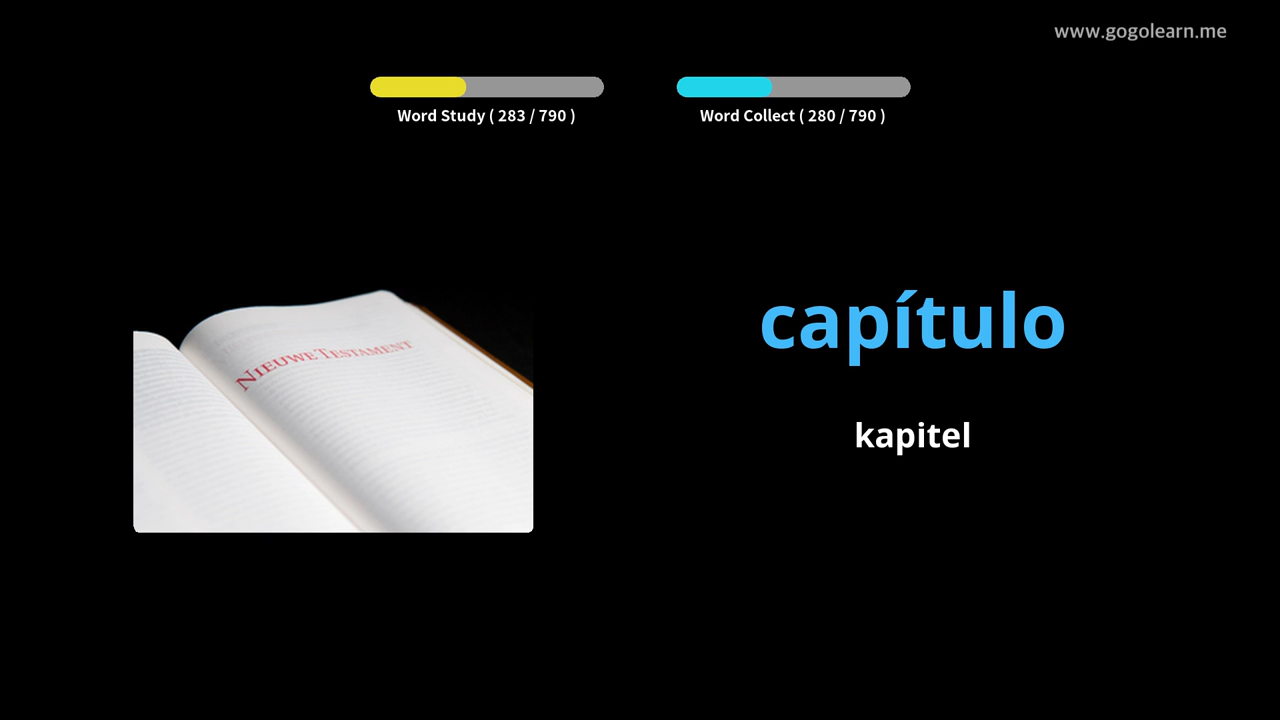 www.gogolearn.me
Word Study ( 283 / 790 )
Word Collect ( 280 / 790 )
NIEUWE TESTAMENT
capítulo
kapitel